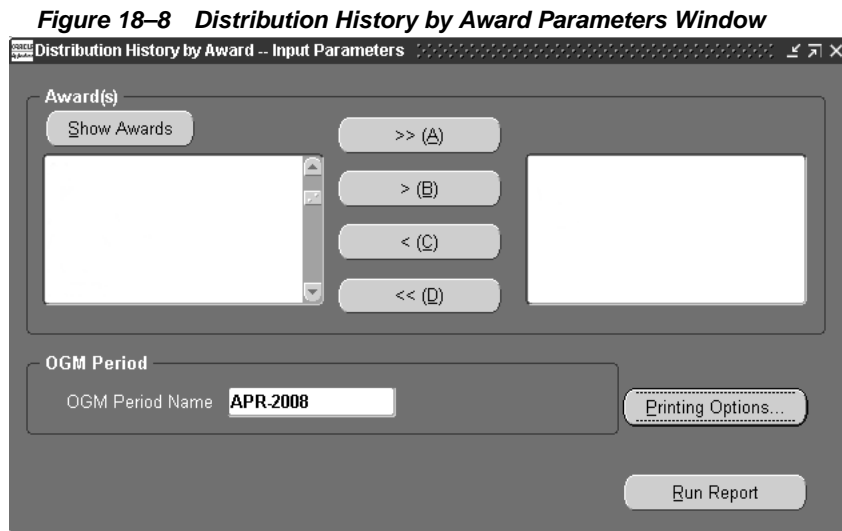 Figure 18–8 Distribution History by Award Parameters Window
Distribution History by Award -- Input Parameters
Award(s)
Show Awards
>> (A)
> (B)
< (C)
<< (D)
OGM Period
OGM Period Name APR-2008
Printing Options...
Run Report